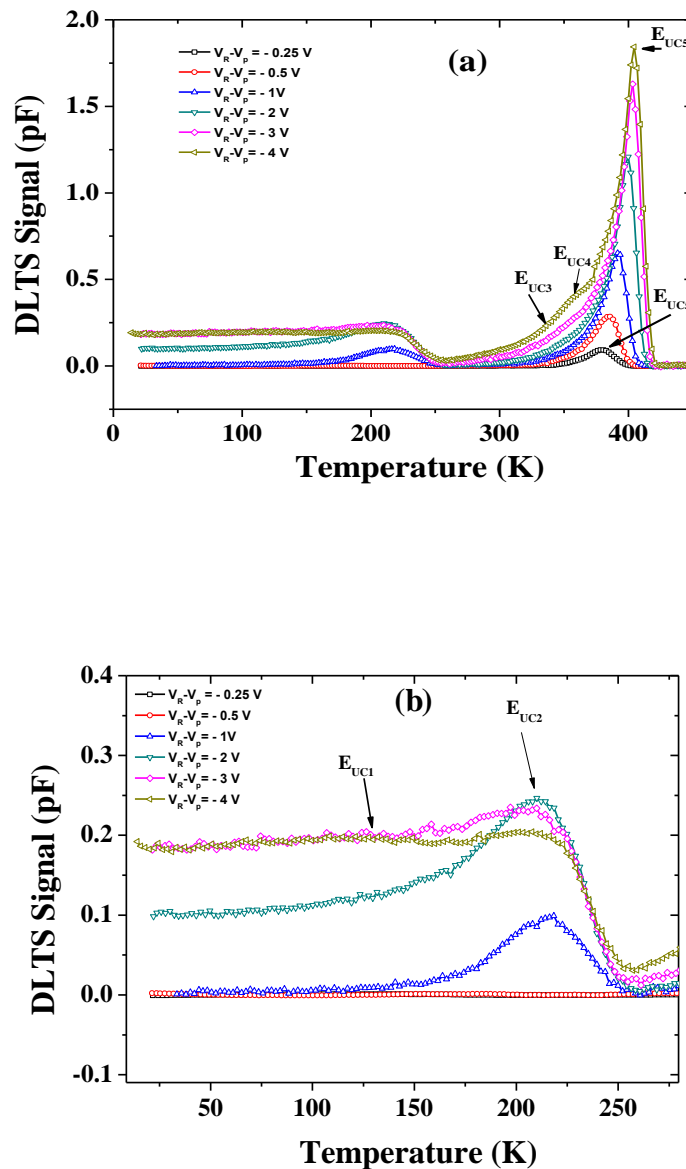 (a)
V_R-V_p = - 0.25 V
V_R-V_p = - 0.5 V
V_R-V_p = - 1V
V_R-V_p = - 2 V
V_R-V_p = - 3 V
V_R-V_p = - 4 V
E_UC5
E_UC4
E_UC3
E_UC5
2.0
1.5
1.0
0.5
0.0
DLTS Signal (pF)
0 100 200 300 400
Temperature (K)
(b)
V_R-V_p = - 0.25 V
V_R-V_p = - 0.5 V
V_R-V_p = - 1V
V_R-V_p = - 2 V
V_R-V_p = - 3 V
V_R-V_p = - 4 V
E_UC2
E_UC1
0.4
0.3
0.2
0.1
0.0
-0.1
DLTS Signal (pF)
50 100 150 200 250
Temperature (K)